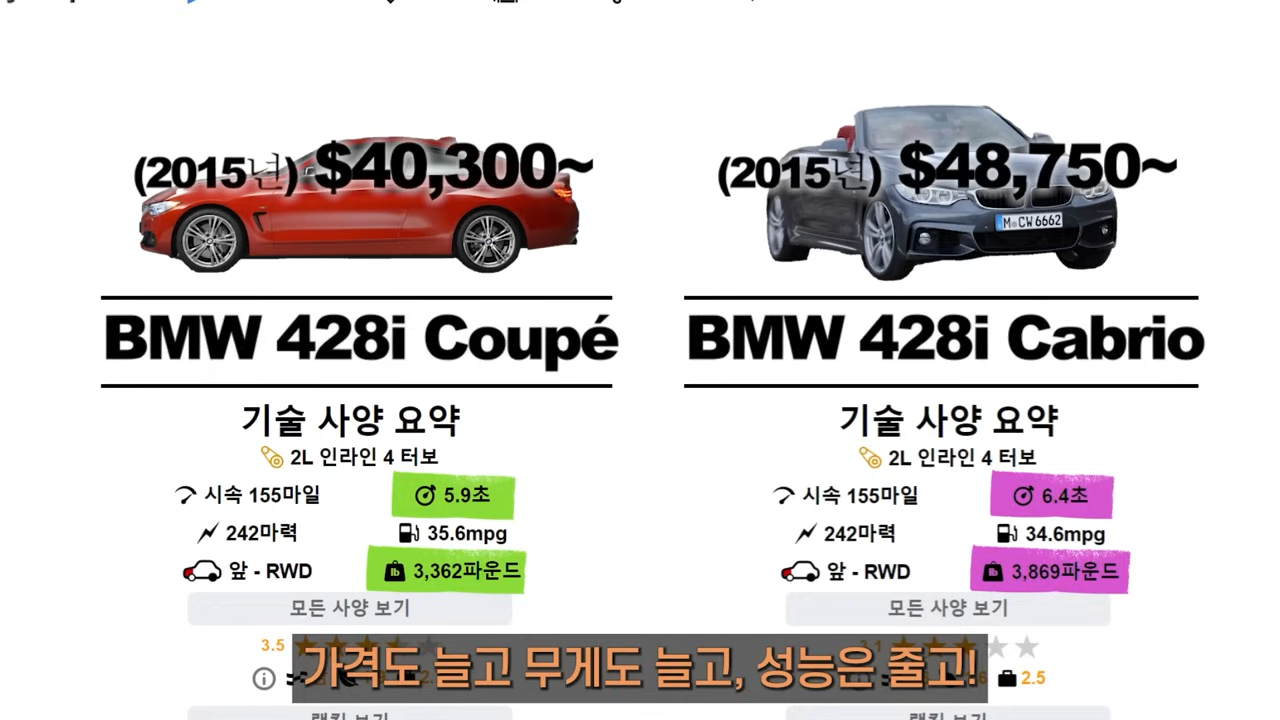 (2015년) $40,300~
BMW 428i Coupé
기술 사양 요약
2L 인라인 4 터보
시속 155마일
5.9초
242마력
35.6mpg
앞 - RWD
lb 3,362파운드
모든 사양 보기
3.5
(2015년) $48,750~
M CW 6662
BMW 428i Cabrio
기술 사양 요약
2L 인라인 4 터보
시속 155마일
6.4초
242마력
34.6mpg
앞 - RWD
lb 3,869파운드
모든 사양 보기
2.5
가격도 늘고 무게도 늘고, 성능은 줄고!